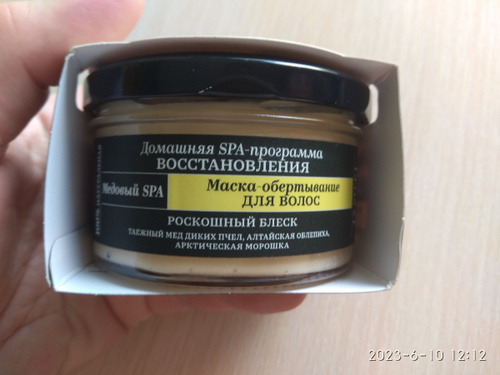 Домашняя SPA-программа
ВОССТАНОВЛЕНИЯ
Медовый SPA
Маска-обертывание
ДЛЯ ВОЛОС
РОСКОШНЫЙ БЛЕСК
ТАЕЖНЫЙ МЕД ДИКИХ ПЧЕЛ, АЛТАЙСКАЯ ОБЛЕПИХА,
АРКТИЧЕСКАЯ МОРОШКА
2023-6-10 12:12